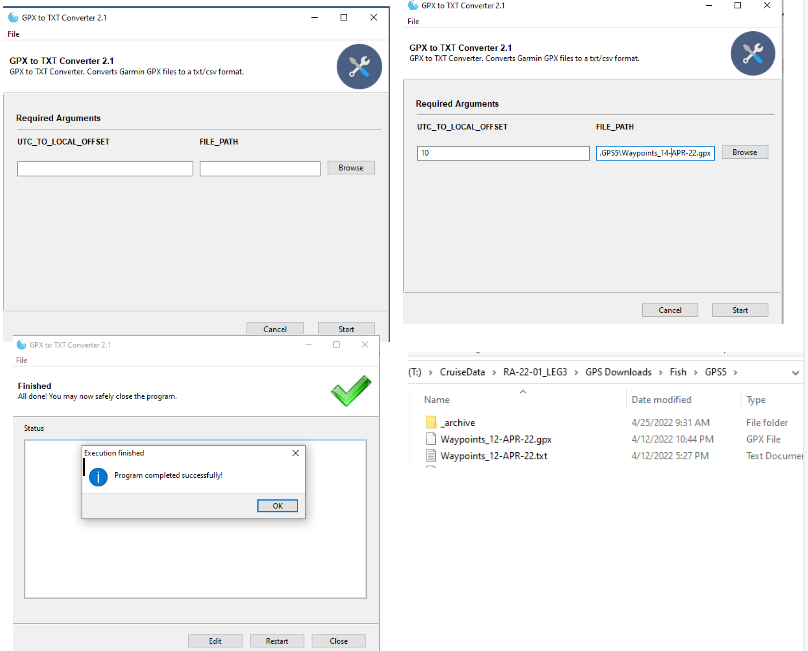 GPX to TXT Converter 2.1
File
GPX to TXT Converter 2.1
GPX to TXT Converter. Converts Garmin GPX files to a txt/csv format.
Required Arguments
UTC_TO_LOCAL_OFFSET FILE_PATH
Browse
Cancel Start
GPX to TXT Converter 2.1
File
GPX to TXT Converter 2.1
GPX to TXT Converter. Converts Garmin GPX files to a txt/csv format.
Required Arguments
UTC_TO_LOCAL_OFFSET FILE_PATH
10 .GPS5\Waypoints_14-APR-22.gpx Browse
Cancel Start
GPX to TXT Converter 2.1
File
Finished
All done! You may now safely close the program.
Status
Execution finished
Program completed successfully!
OK
Edit Restart Close
(T:) > CruiseData > RA-22-01_LEG3 > GPS Downloads > Fish > GPS5 >
Name Date modified Type
_archive 4/25/2022 9:31 AM File folder
Waypoints_12-APR-22.gpx 4/12/2022 10:44 PM GPX File
Waypoints_12-APR-22.txt 4/12/2022 5:27 PM Text Documen